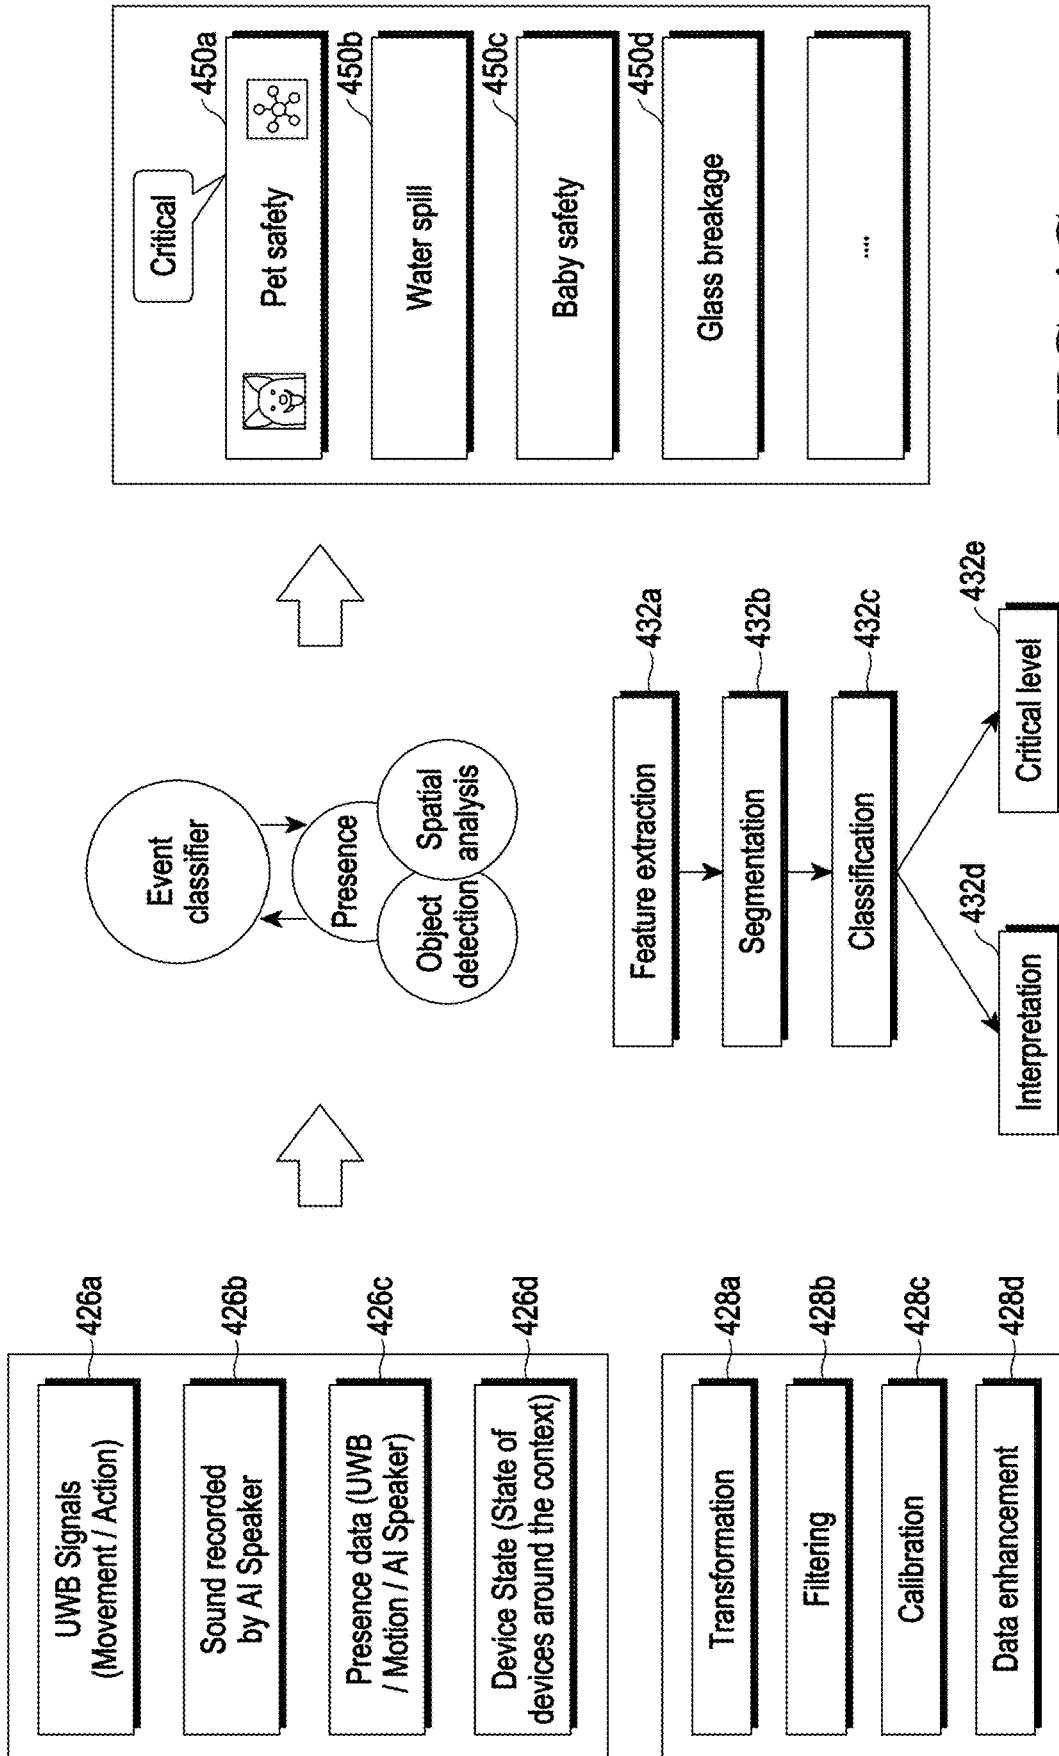 UWB Signals
(Movement / Action)
426a
Sound recorded
by AI Speaker
426b
Presence data (UWB
/ Motion / AI Speaker)
426c
Device State (State of
devices around the context)
426d
Transformation
428a
Filtering
428b
Calibration
428c
Data enhancement
428d
Event
classifier
Presence
Object
detection
Spatial
analysis
Feature extraction
432a
Segmentation
432b
Classification
432c
Interpretation
432d
Critical level
432e
Critical
Pet safety
450a
Water spill
450b
Baby safety
450c
Glass breakage
450d
....